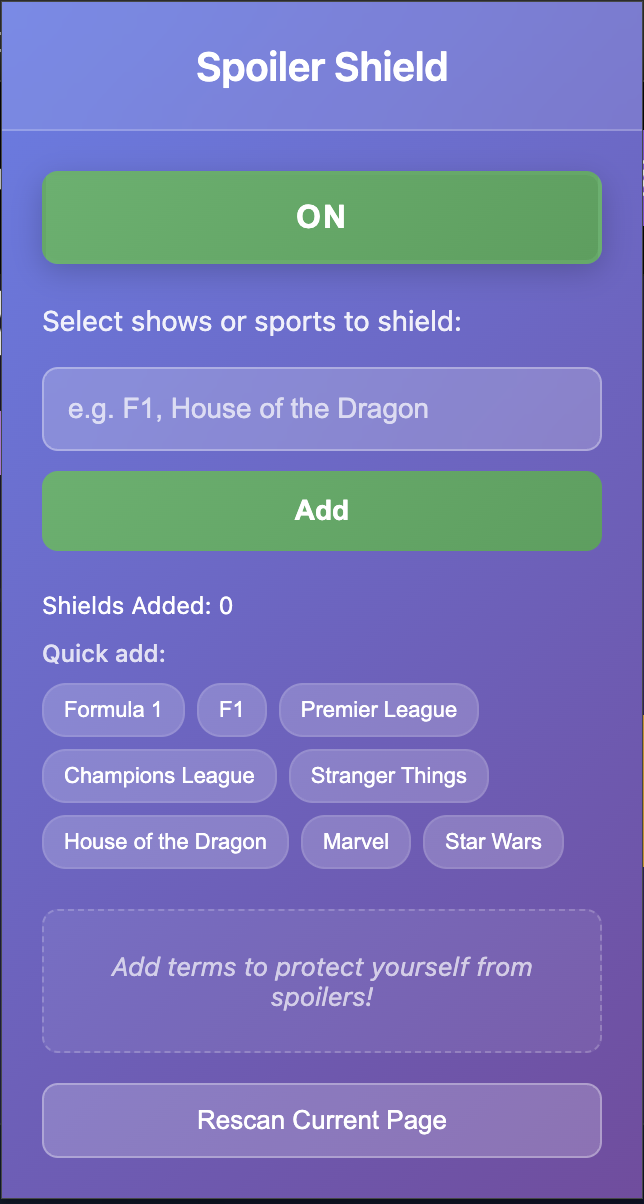 Spoiler Shield
ON
Select shows or sports to shield:
e.g. F1, House of the Dragon
Add
Shields Added: 0
Quick add:
Formula 1 F1 Premier League
Champions League Stranger Things
House of the Dragon Marvel Star Wars
Add terms to protect yourself from
spoilers!
Rescan Current Page